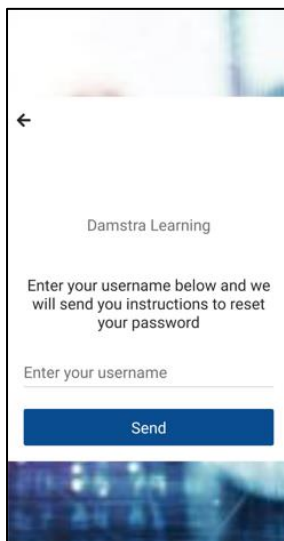 Damstra Learning
Enter your username below and we
will send you instructions to reset
your password
Enter your username
Send